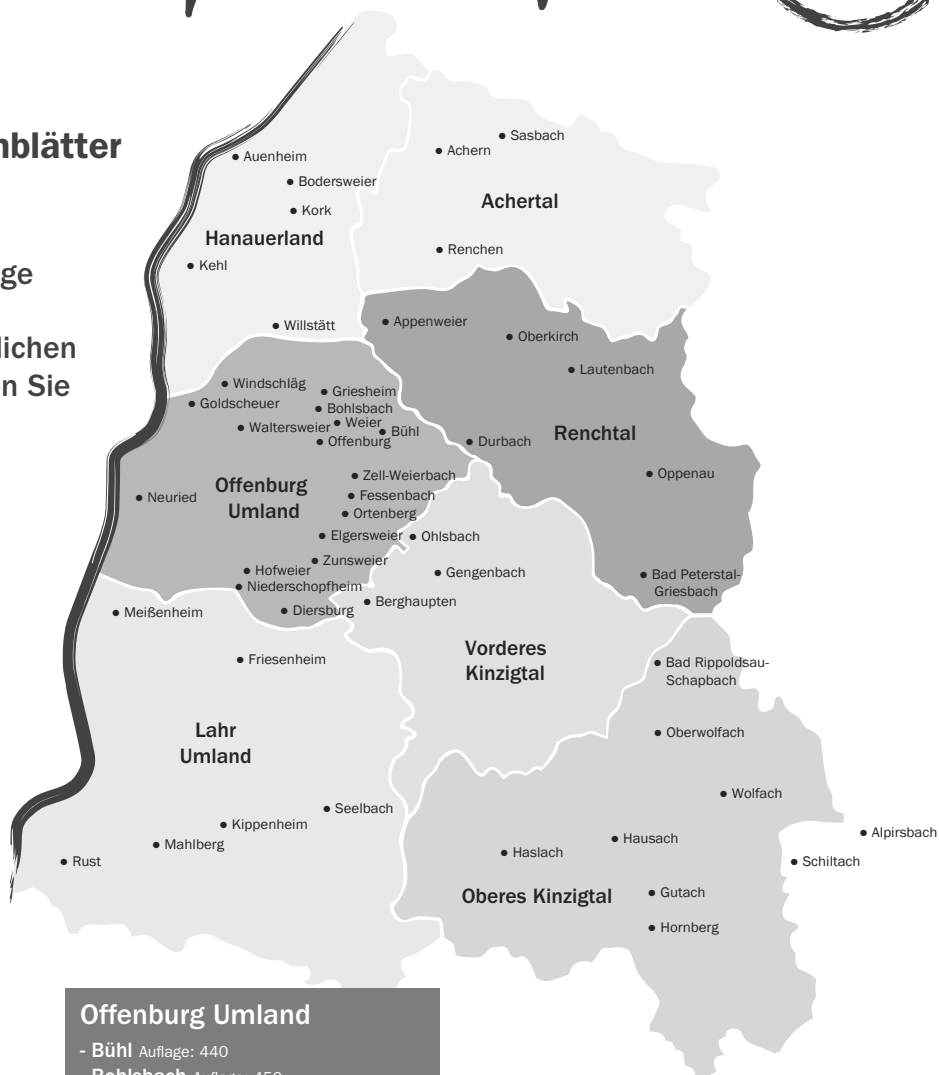 nblätter
ge
lichen
n Sie
Sasbach
Achern
Auenheim
Bodersweier
Achertal
Kork
Hanauerland
Renchen
Kehl
Willstätt
Appenweier
Oberkirch
Lautenbach
Windschläg
Griesheim
Goldscheuer
Bohlsbach
Weier
Waltersweier
Bühl
Offenburg
Durbach
Renchtal
Zell-Weierbach
Oppenau
Offenburg
Umland
Neuried
Fessenbach
Ortenberg
Elgersweier
Ohlsbach
Zunsweier
Hofweier
Gengenbach
Bad Peterstal-
Griesbach
Niederschopfheim
Berghaupten
Diersburg
Meißenheim
Vorderes
Kinzigtal
Friesenheim
Bad Rippoldsau-
Schapbach
Lahr
Umland
Oberwolfach
Wolfach
Seelbach
Kippenheim
Alpirsbach
Mahlberg
Hausach
Haslach
Rust
Schiltach
Oberes Kinzigtal
Gutach
Hornberg
Offenburg Umland
- Bühl Auflage: 440
- Bohlsbach Auflage: 450